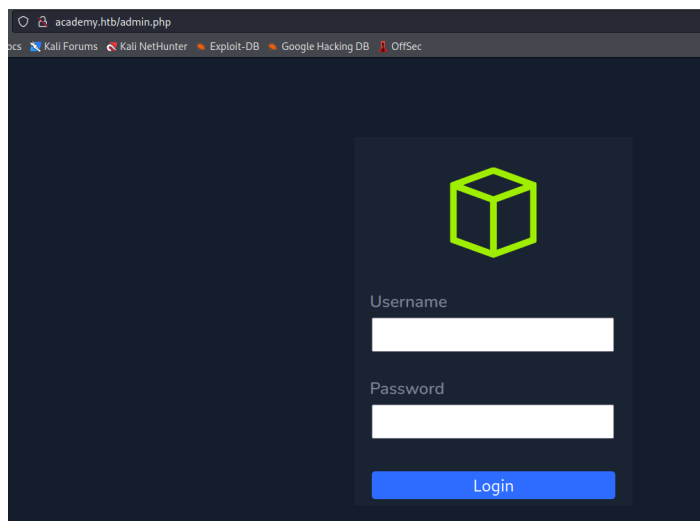 academy.htb/admin.php
ocs Kali Forums Kali NetHunter Exploit-DB Google Hacking DB OffSec
Username
Password
Login